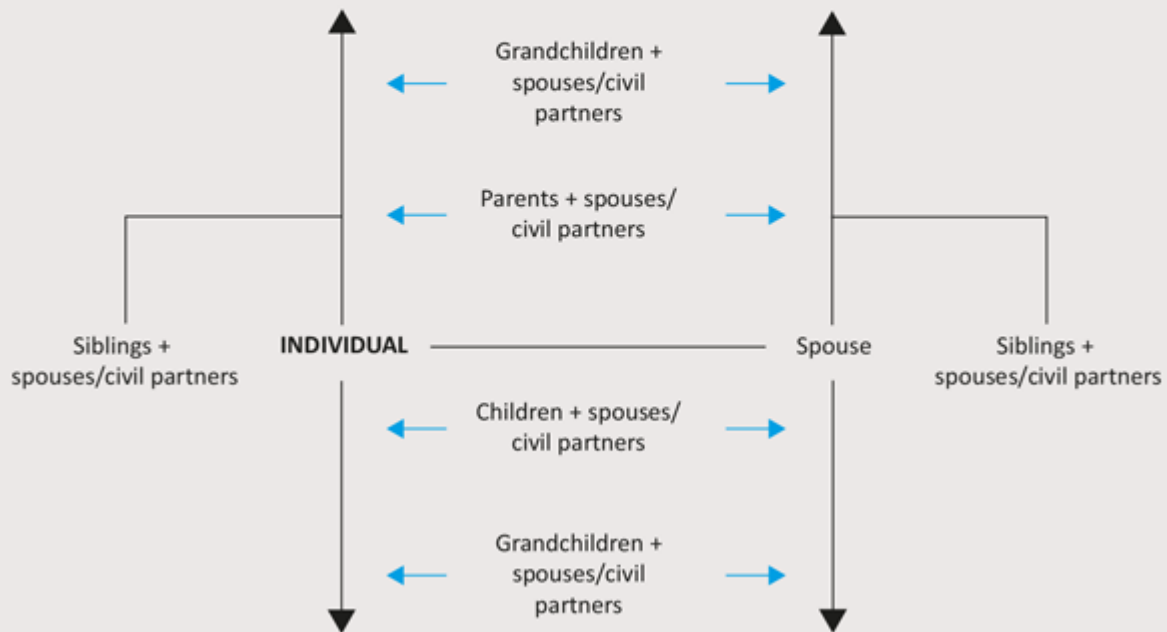 Grandchildren +
spouses/civil
partners
Parents + spouses/
civil partners
Siblings +
spouses/civil partners
INDIVIDUAL
Spouse
Siblings +
spouses/civil partners
Children + spouses/
civil partners
Grandchildren +
spouses/civil
partners